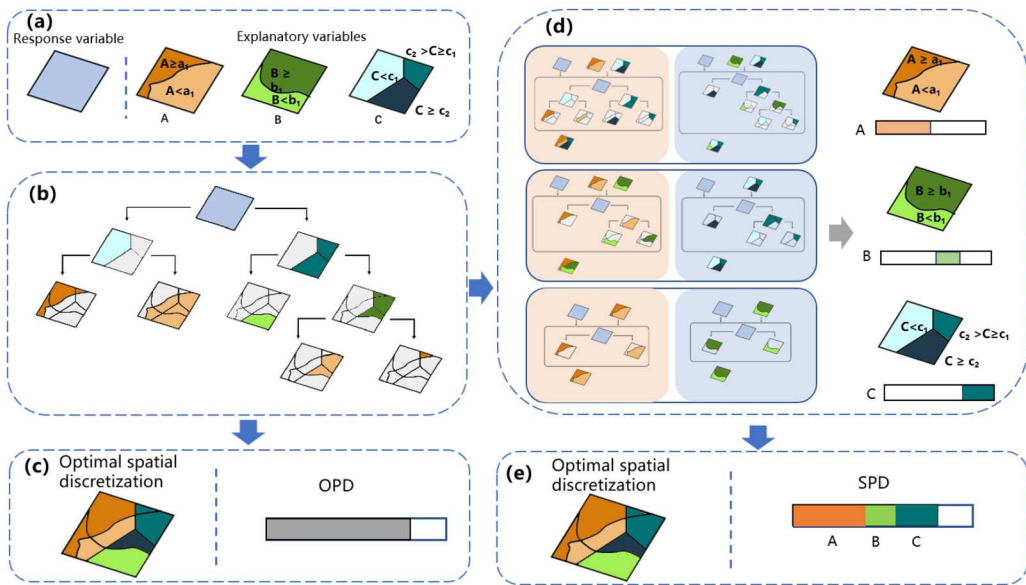 (a)
Response variable
Explanatory variables
A≥a₁
A<a₁
A
B ≥
b₁
B<b₁
B
C<c₁
c₂ >C≥c₁
C ≥ c₂
C
(b)
(c)
Optimal spatial
discretization
OPD
(d)
A ≥ a₁
A<a₁
A
B ≥ b₁
B<b₁
B
C<c₁
c₂ >C≥c₁
C ≥ c₂
C
(e)
Optimal spatial
discretization
SPD
A
B
C